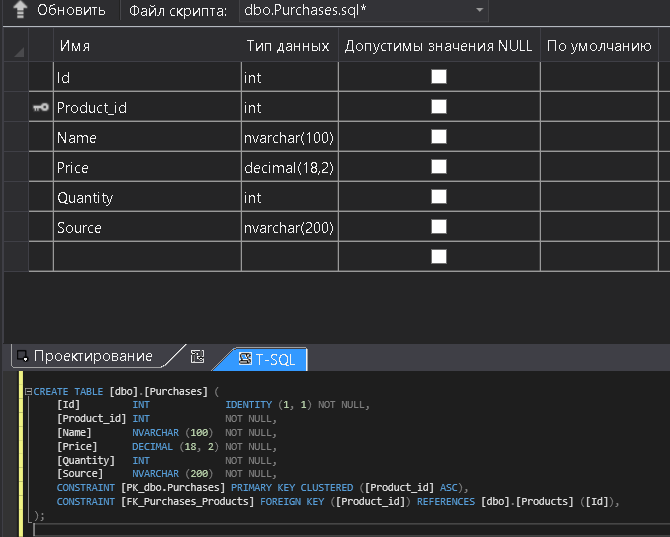 Обновить Файл скрипта: dbo.Purchases.sql*
Имя Тип данных Допустимы значения NULL По умолчанию
Id int
Product_id int
Name nvarchar(100)
Price decimal(18,2)
Quantity int
Source nvarchar(200)
Проектирование T-SQL
CREATE TABLE [dbo].[Purchases] (
[Id] INT IDENTITY (1, 1) NOT NULL,
[Product_id] INT NOT NULL,
[Name] NVARCHAR (100) NOT NULL,
[Price] DECIMAL (18, 2) NOT NULL,
[Quantity] INT NOT NULL,
[Source] NVARCHAR (200) NOT NULL,
CONSTRAINT [PK_dbo.Purchases] PRIMARY KEY CLUSTERED ([Product_id] ASC),
CONSTRAINT [FK_Purchases_Products] FOREIGN KEY ([Product_id]) REFERENCES [dbo].[Products] ([Id]),
);